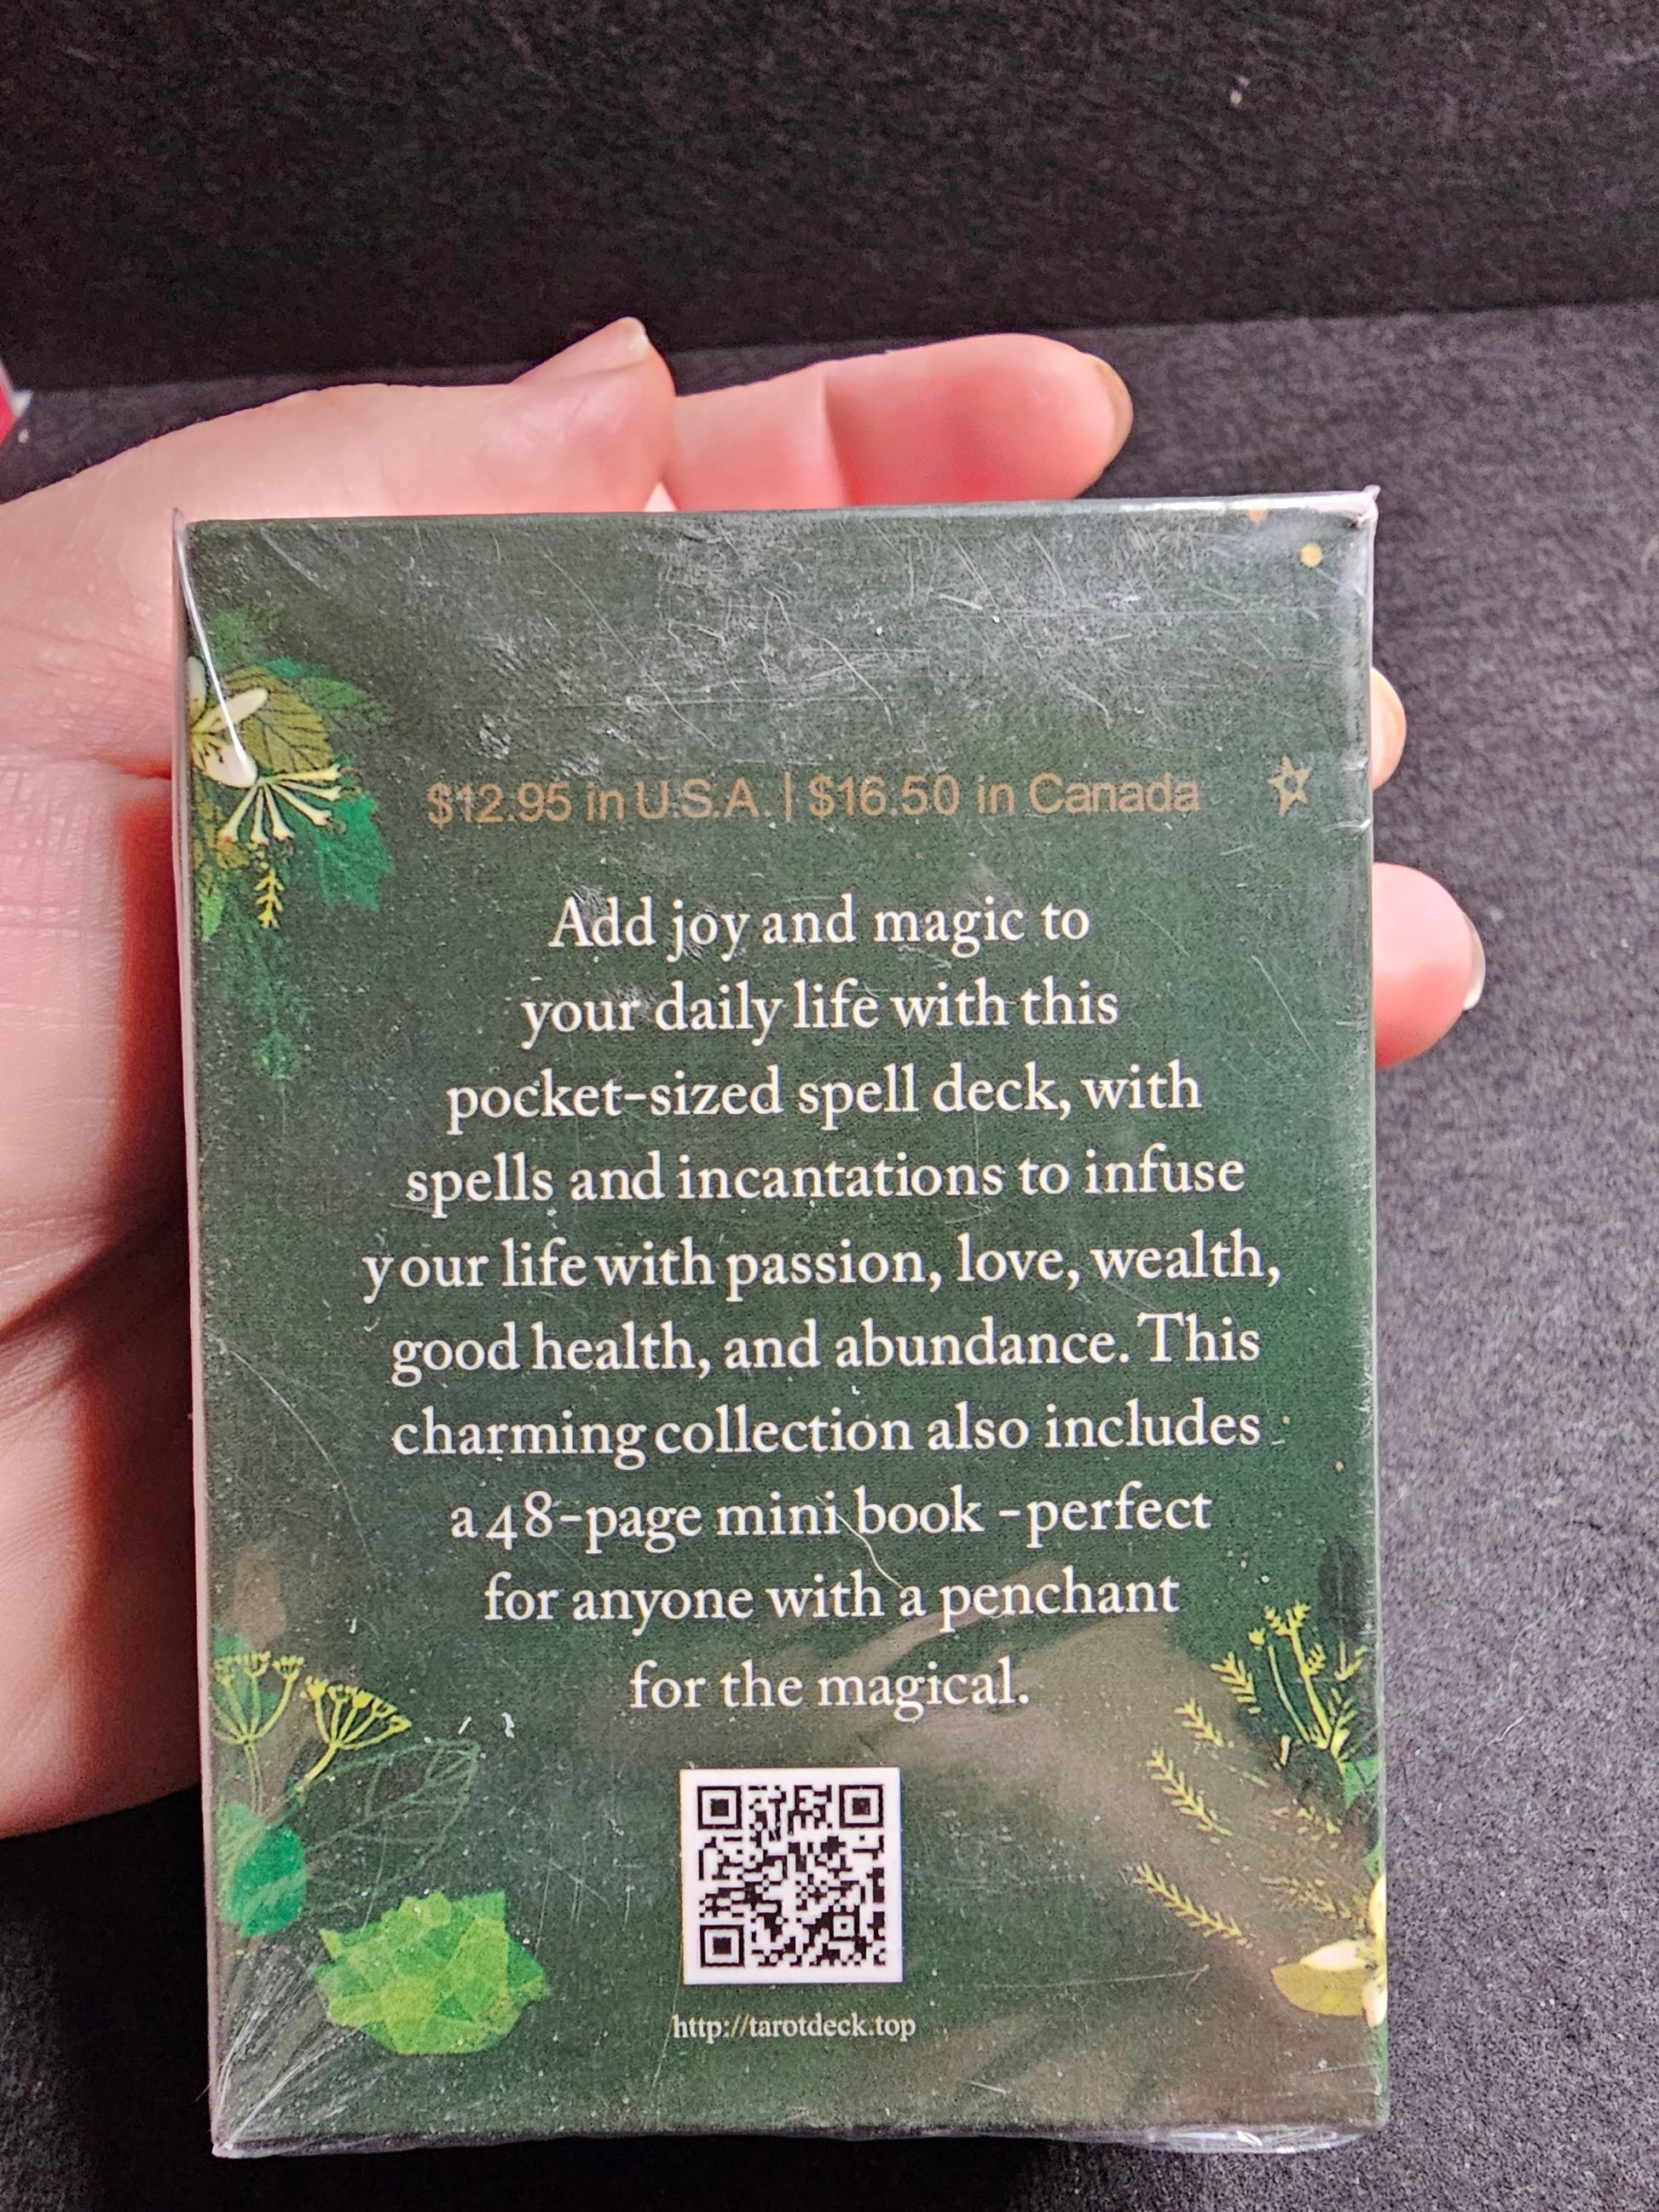 $12.95 in U.S.A. | $16.50 in Canada
Add joy and magic to
your daily life with this
pocket-sized spell deck, with
spells and incantations to infuse
your life with passion, love, wealth,
good health, and abundance. This
charming collection also includes
a 48-page mini book -perfect
for anyone with a penchant
for the magical.
http://tarotdeck.top